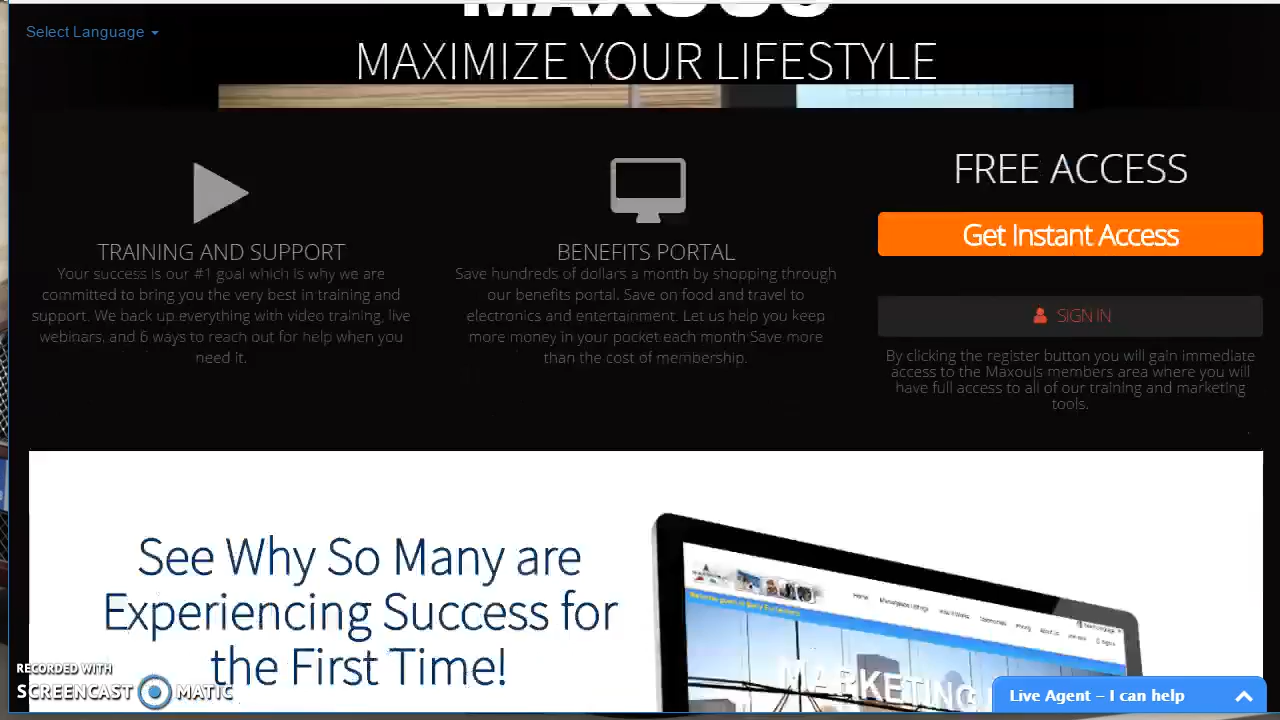 Select Language
MAXOULS
MAXIMIZE YOUR LIFESTYLE
TRAINING AND SUPPORT
Your success is our #1 goal which is why we are
committed to bring you the very best in training and
support. We back up everything with video training, live
webinars, and 6 ways to reach out for help when you
need it.
BENEFITS PORTAL
Save hundreds of dollars a month by shopping through
our benefits portal. Save on food and travel to
electronics and entertainment. Let us help you keep
more money in your pocket each month Save more
than the cost of membership.
FREE ACCESS
Get Instant Access
SIGN IN
By clicking the register button you will gain immediate
access to the Maxouls members area where you will
have full access to all of our training and marketing
tools.
See Why So Many are
Experiencing Success for
the First Time!
Home
MARKETING
RECORDED WITH
SCREENCAST MATIC
Live Agent – I can help